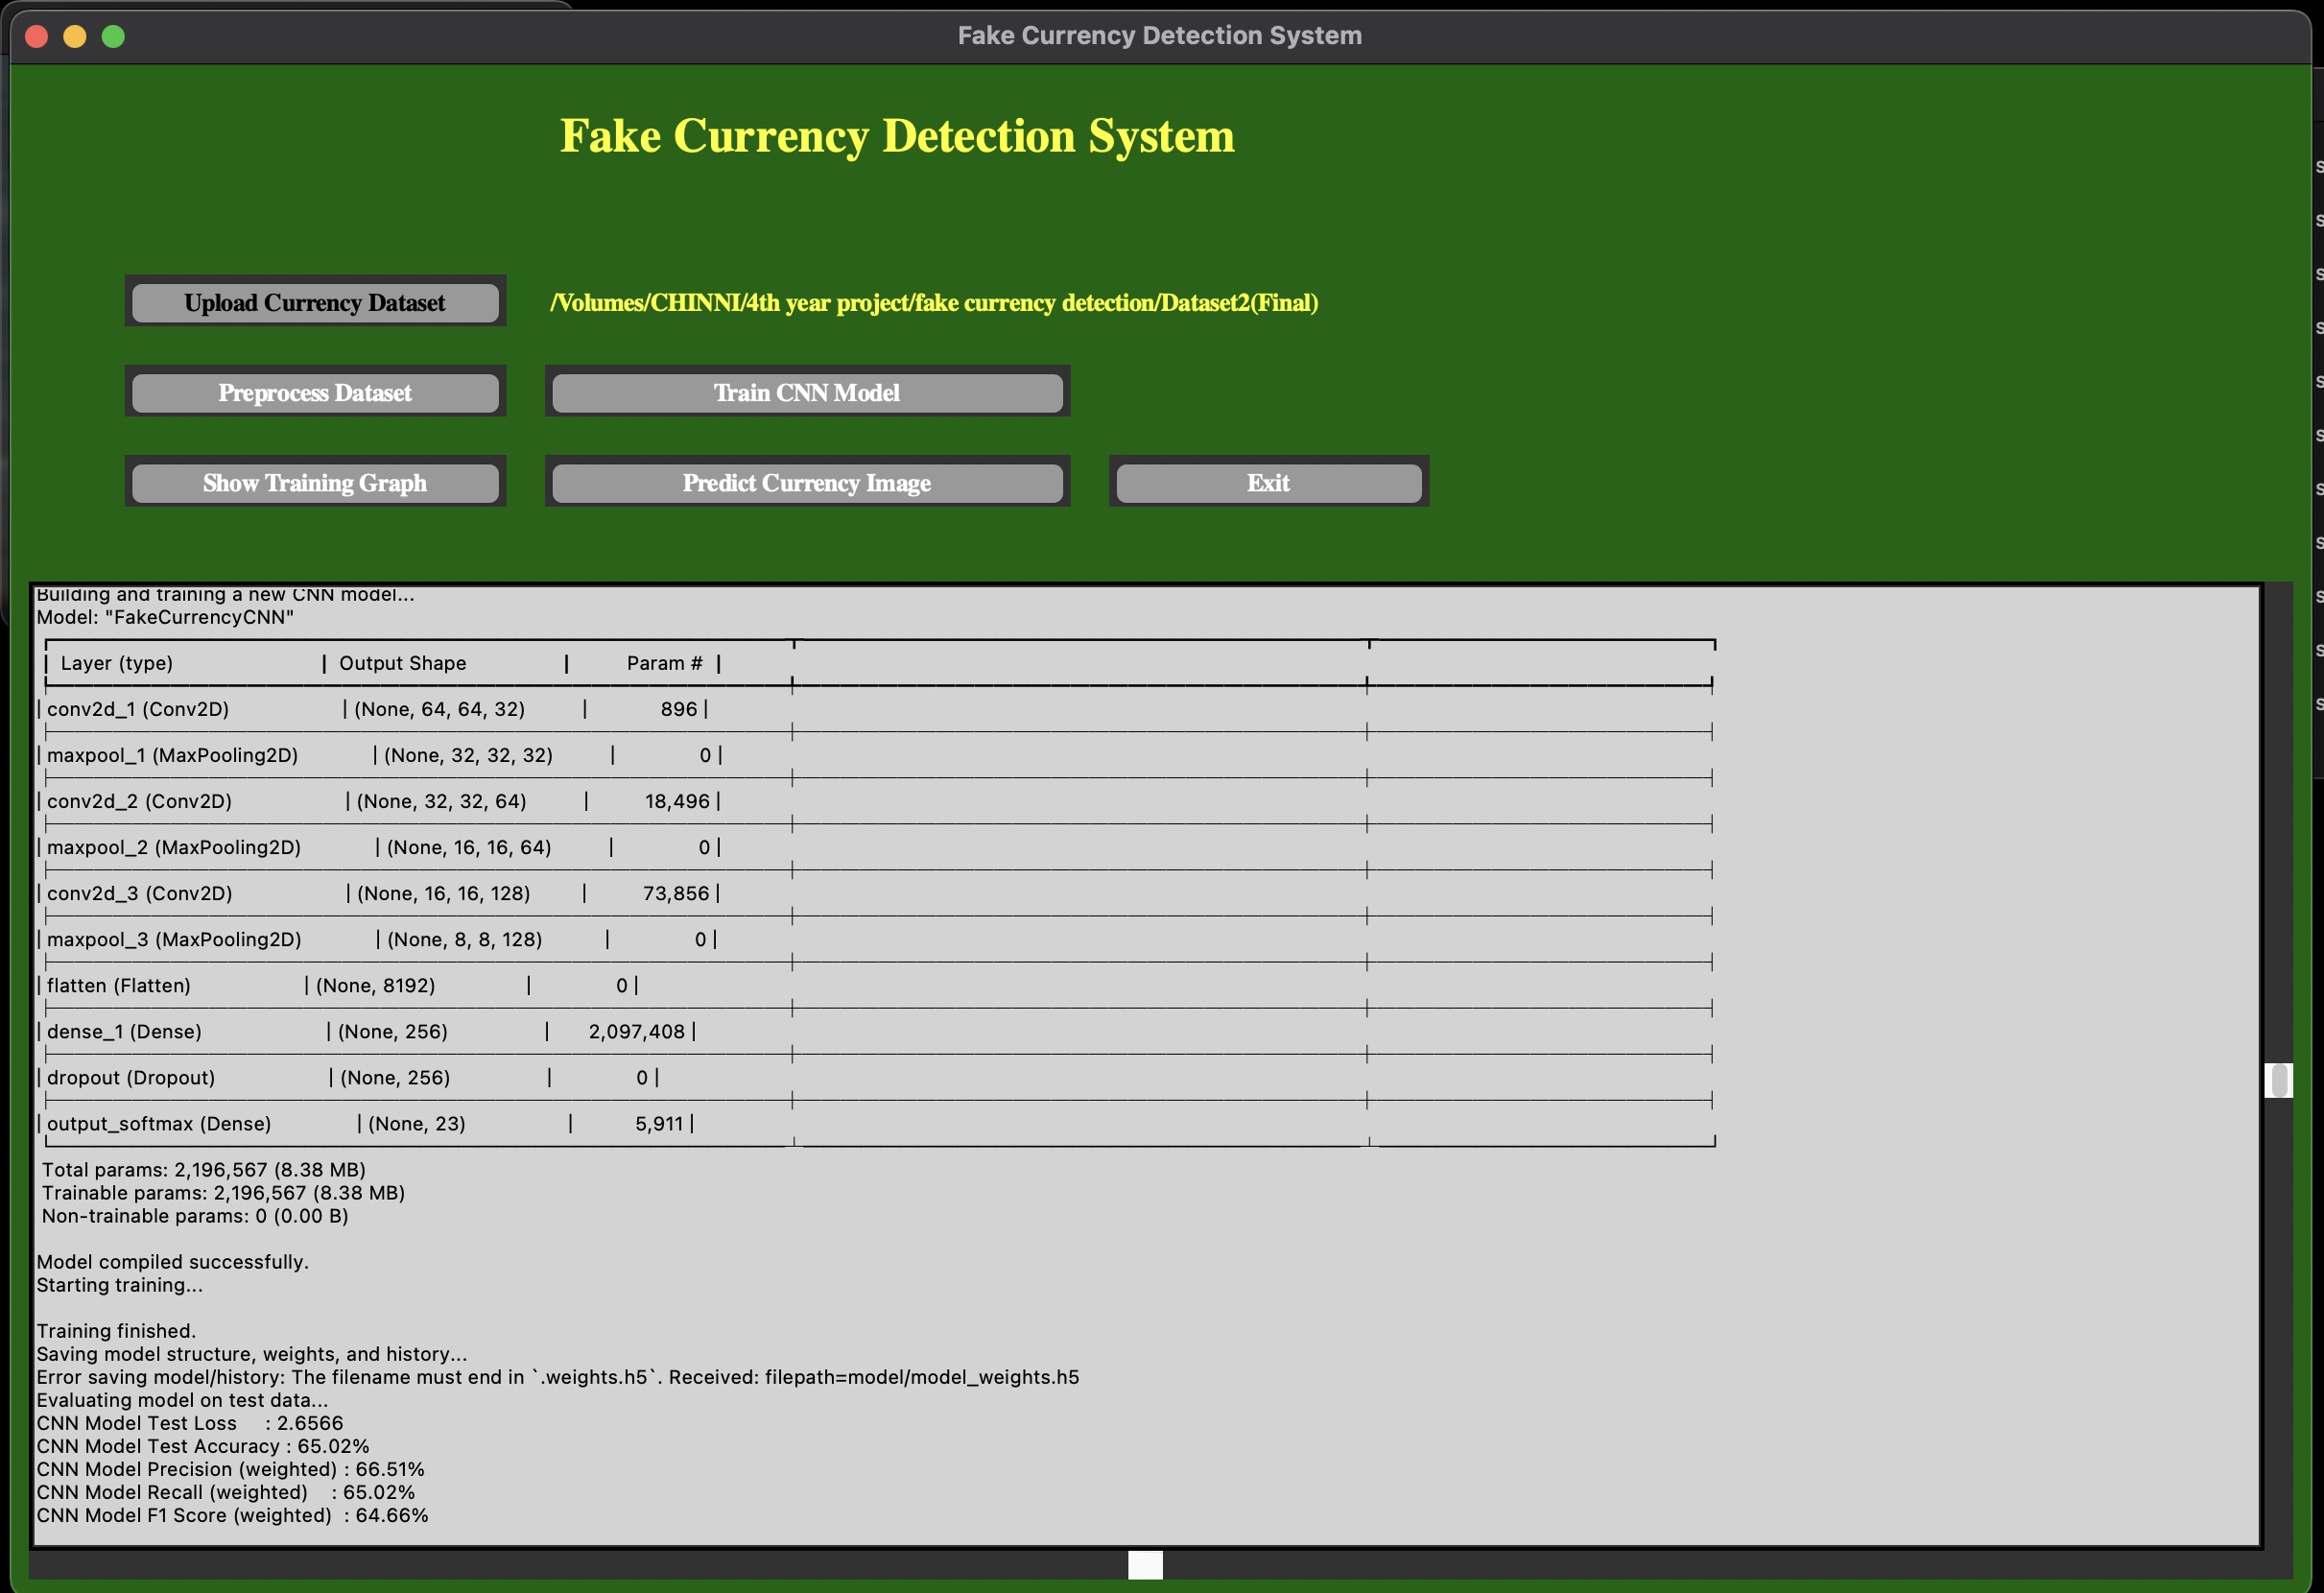 Fake Currency Detection System
Fake Currency Detection System
Upload Currency Dataset /Volumes/CHINNI/4th year project/fake currency detection/Dataset2(Final)
Preprocess Dataset Train CNN Model
Show Training Graph Predict Currency Image Exit
Building and training a new CNN model...
Model: "FakeCurrencyCNN"
Layer (type) | Output Shape | Param # |
conv2d_1 (Conv2D) | (None, 64, 64, 32) | 896 |
maxpool_1 (MaxPooling2D) | (None, 32, 32, 32) | 0 |
conv2d_2 (Conv2D) | (None, 32, 32, 64) | 18,496 |
maxpool_2 (MaxPooling2D) | (None, 16, 16, 64) | 0 |
conv2d_3 (Conv2D) | (None, 16, 16, 128) | 73,856 |
maxpool_3 (MaxPooling2D) | (None, 8, 8, 128) | 0 |
flatten (Flatten) | (None, 8192) | 0 |
dense_1 (Dense) | (None, 256) | 2,097,408 |
dropout (Dropout) | (None, 256) | 0 |
output_softmax (Dense) | (None, 23) | 5,911 |
Total params: 2,196,567 (8.38 MB)
Trainable params: 2,196,567 (8.38 MB)
Non-trainable params: 0 (0.00 B)
Model compiled successfully.
Starting training...
Training finished.
Saving model structure, weights, and history...
Error saving model/history: The filename must end in `.weights.h5`. Received: filepath=model/model_weights.h5
Evaluating model on test data...
CNN Model Test Loss : 2.6566
CNN Model Test Accuracy : 65.02%
CNN Model Precision (weighted) : 66.51%
CNN Model Recall (weighted) : 65.02%
CNN Model F1 Score (weighted) : 64.66%